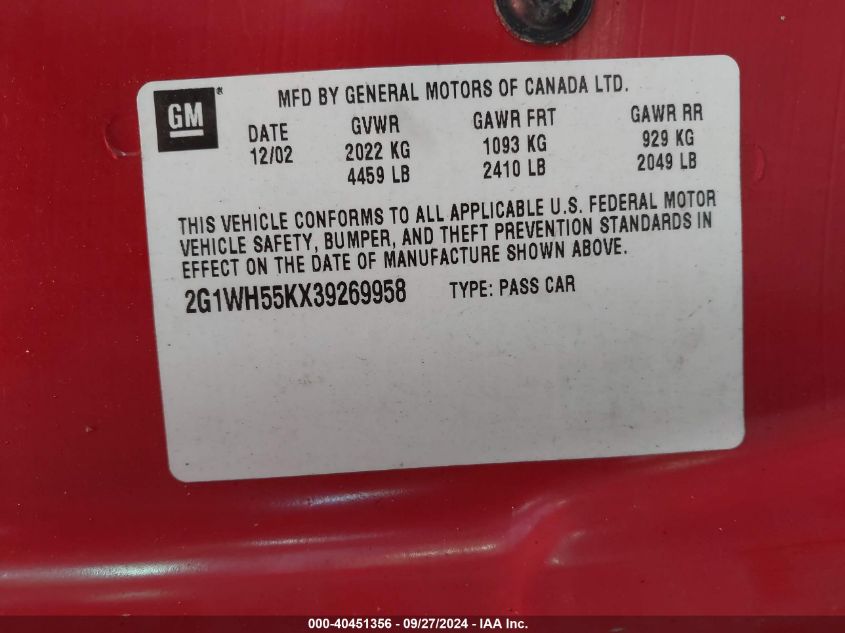 GM®
MFD BY GENERAL MOTORS OF CANADA LTD.
DATE GVWR GAWR FRT GAWR RR
12/02 2022 KG 1093 KG 929 KG
4459 LB 2410 LB 2049 LB
THIS VEHICLE CONFORMS TO ALL APPLICABLE U.S. FEDERAL MOTOR
VEHICLE SAFETY, BUMPER, AND THEFT PREVENTION STANDARDS IN
EFFECT ON THE DATE OF MANUFACTURE SHOWN ABOVE.
2G1WH55KX39269958 TYPE: PASS CAR
000-40451356 - 09/27/2024 - IAA Inc.